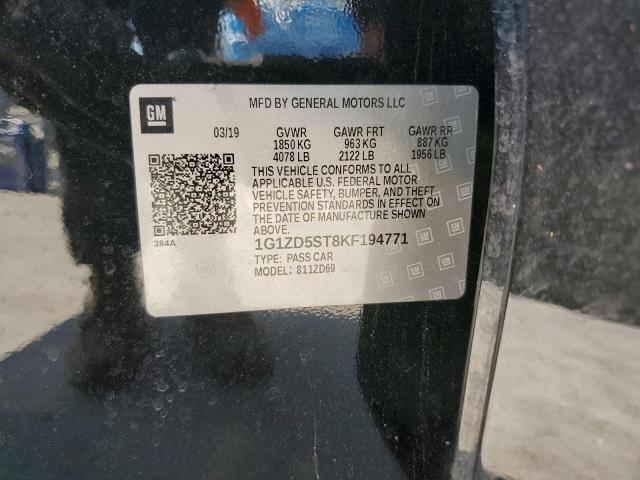 GM
MFD BY GENERAL MOTORS LLC
03/19 GVWR GAWR FRT GAWR RR
1850 KG 963 KG 887 KG
4078 LB 2122 LB 1956 LB
THIS VEHICLE CONFORMS TO ALL
APPLICABLE U.S. FEDERAL MOTOR
VEHICLE SAFETY, BUMPER, AND THEFT
PREVENTION STANDARDS IN EFFECT ON
THE DATE OF MANUFACTURE SHOWN
ABOVE.
384A
1G1ZD5ST8KF194771
TYPE: PASS CAR
MODEL: 811ZD69